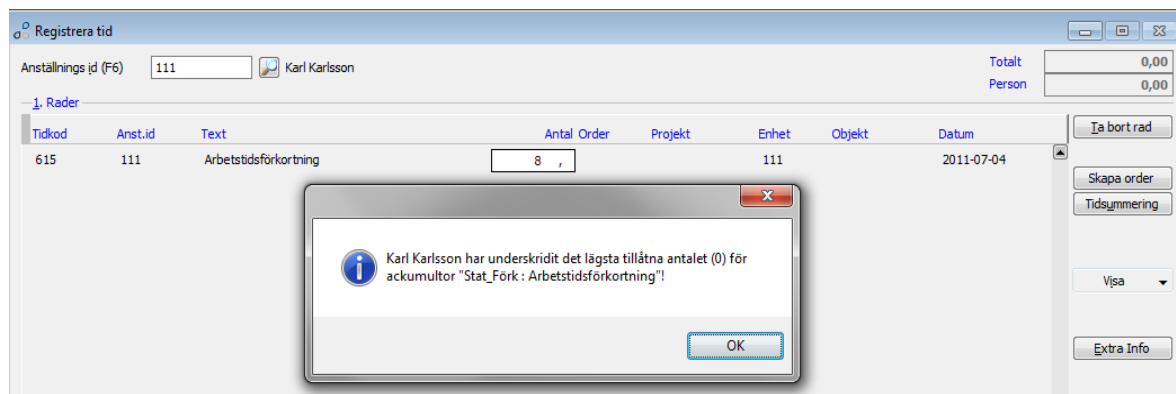 Registrera tid
Anställnings id (F6) 111 Karl Karlsson
Totalt 0,00
Person 0,00
1. Rader
Tidkod Anst.id Text Antal Order Projekt Enhet Objekt Datum
615 111 Arbetstidsförkortning 8 , 111 2011-07-04
Ta bort rad
Skapa order
Tidsummering
Karl Karlsson har underskridit det lägsta tillåtna antalet (0) för
ackumultor "Stat_Förk : Arbetstidsförkortning"!
OK
Visa
Extra Info